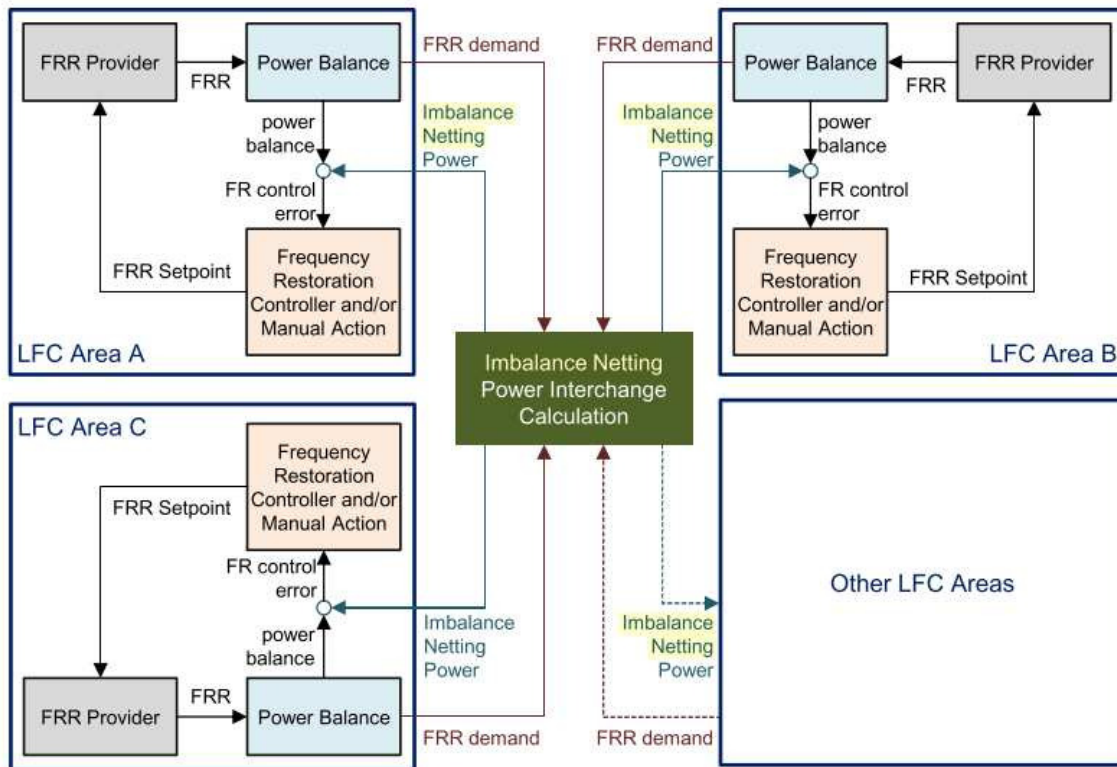 FRR Provider
FRR
Power Balance
FRR demand
power
balance
Imbalance
Netting
Power
FR control
error
FRR Setpoint
Frequency
Restoration
Controller and/or
Manual Action
LFC Area A
FRR demand
Power Balance
FRR
FRR Provider
Imbalance
Netting
Power
power
balance
FR control
error
Frequency
Restoration
Controller and/or
Manual Action
FRR Setpoint
LFC Area B
Imbalance Netting
Power Interchange
Calculation
LFC Area C
Frequency
Restoration
Controller and/or
Manual Action
FRR Setpoint
FR control
error
power
balance
Imbalance
Netting
Power
FRR Provider
FRR
Power Balance
FRR demand
Other LFC Areas
Imbalance
Netting
Power
FRR demand